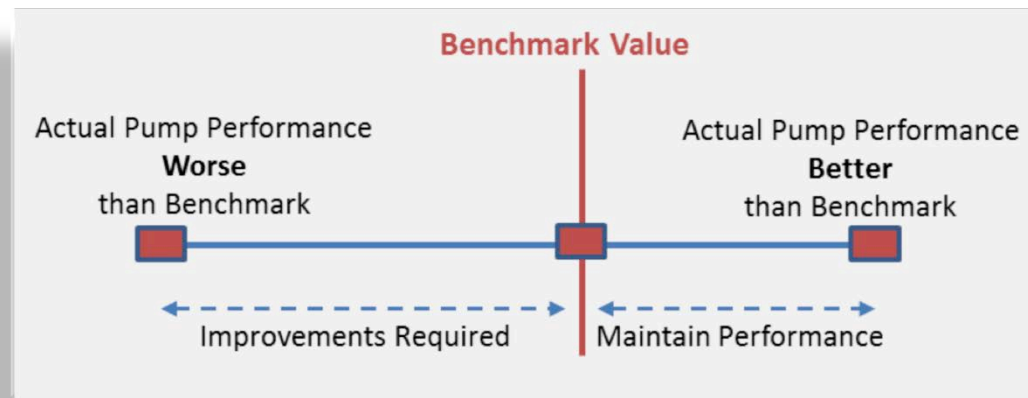 Benchmark Value
Actual Pump Performance
Worse
than Benchmark
Actual Pump Performance
Better
than Benchmark
Improvements Required
Maintain Performance